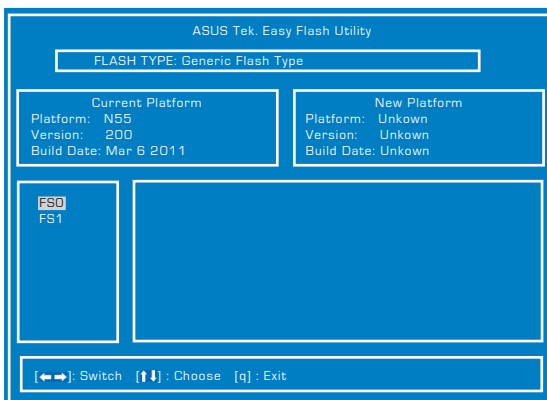 ASUS Tek. Easy Flash Utility
FLASH TYPE: Generic Flash Type
Current Platform
Platform: N55
Version: 200
Build Date: Mar 6 2011
New Platform
Platform: Unkown
Version: Unkown
Build Date: Unkown
FS0
FS1
[←→]: Switch [↑↓] : Choose [q] : Exit